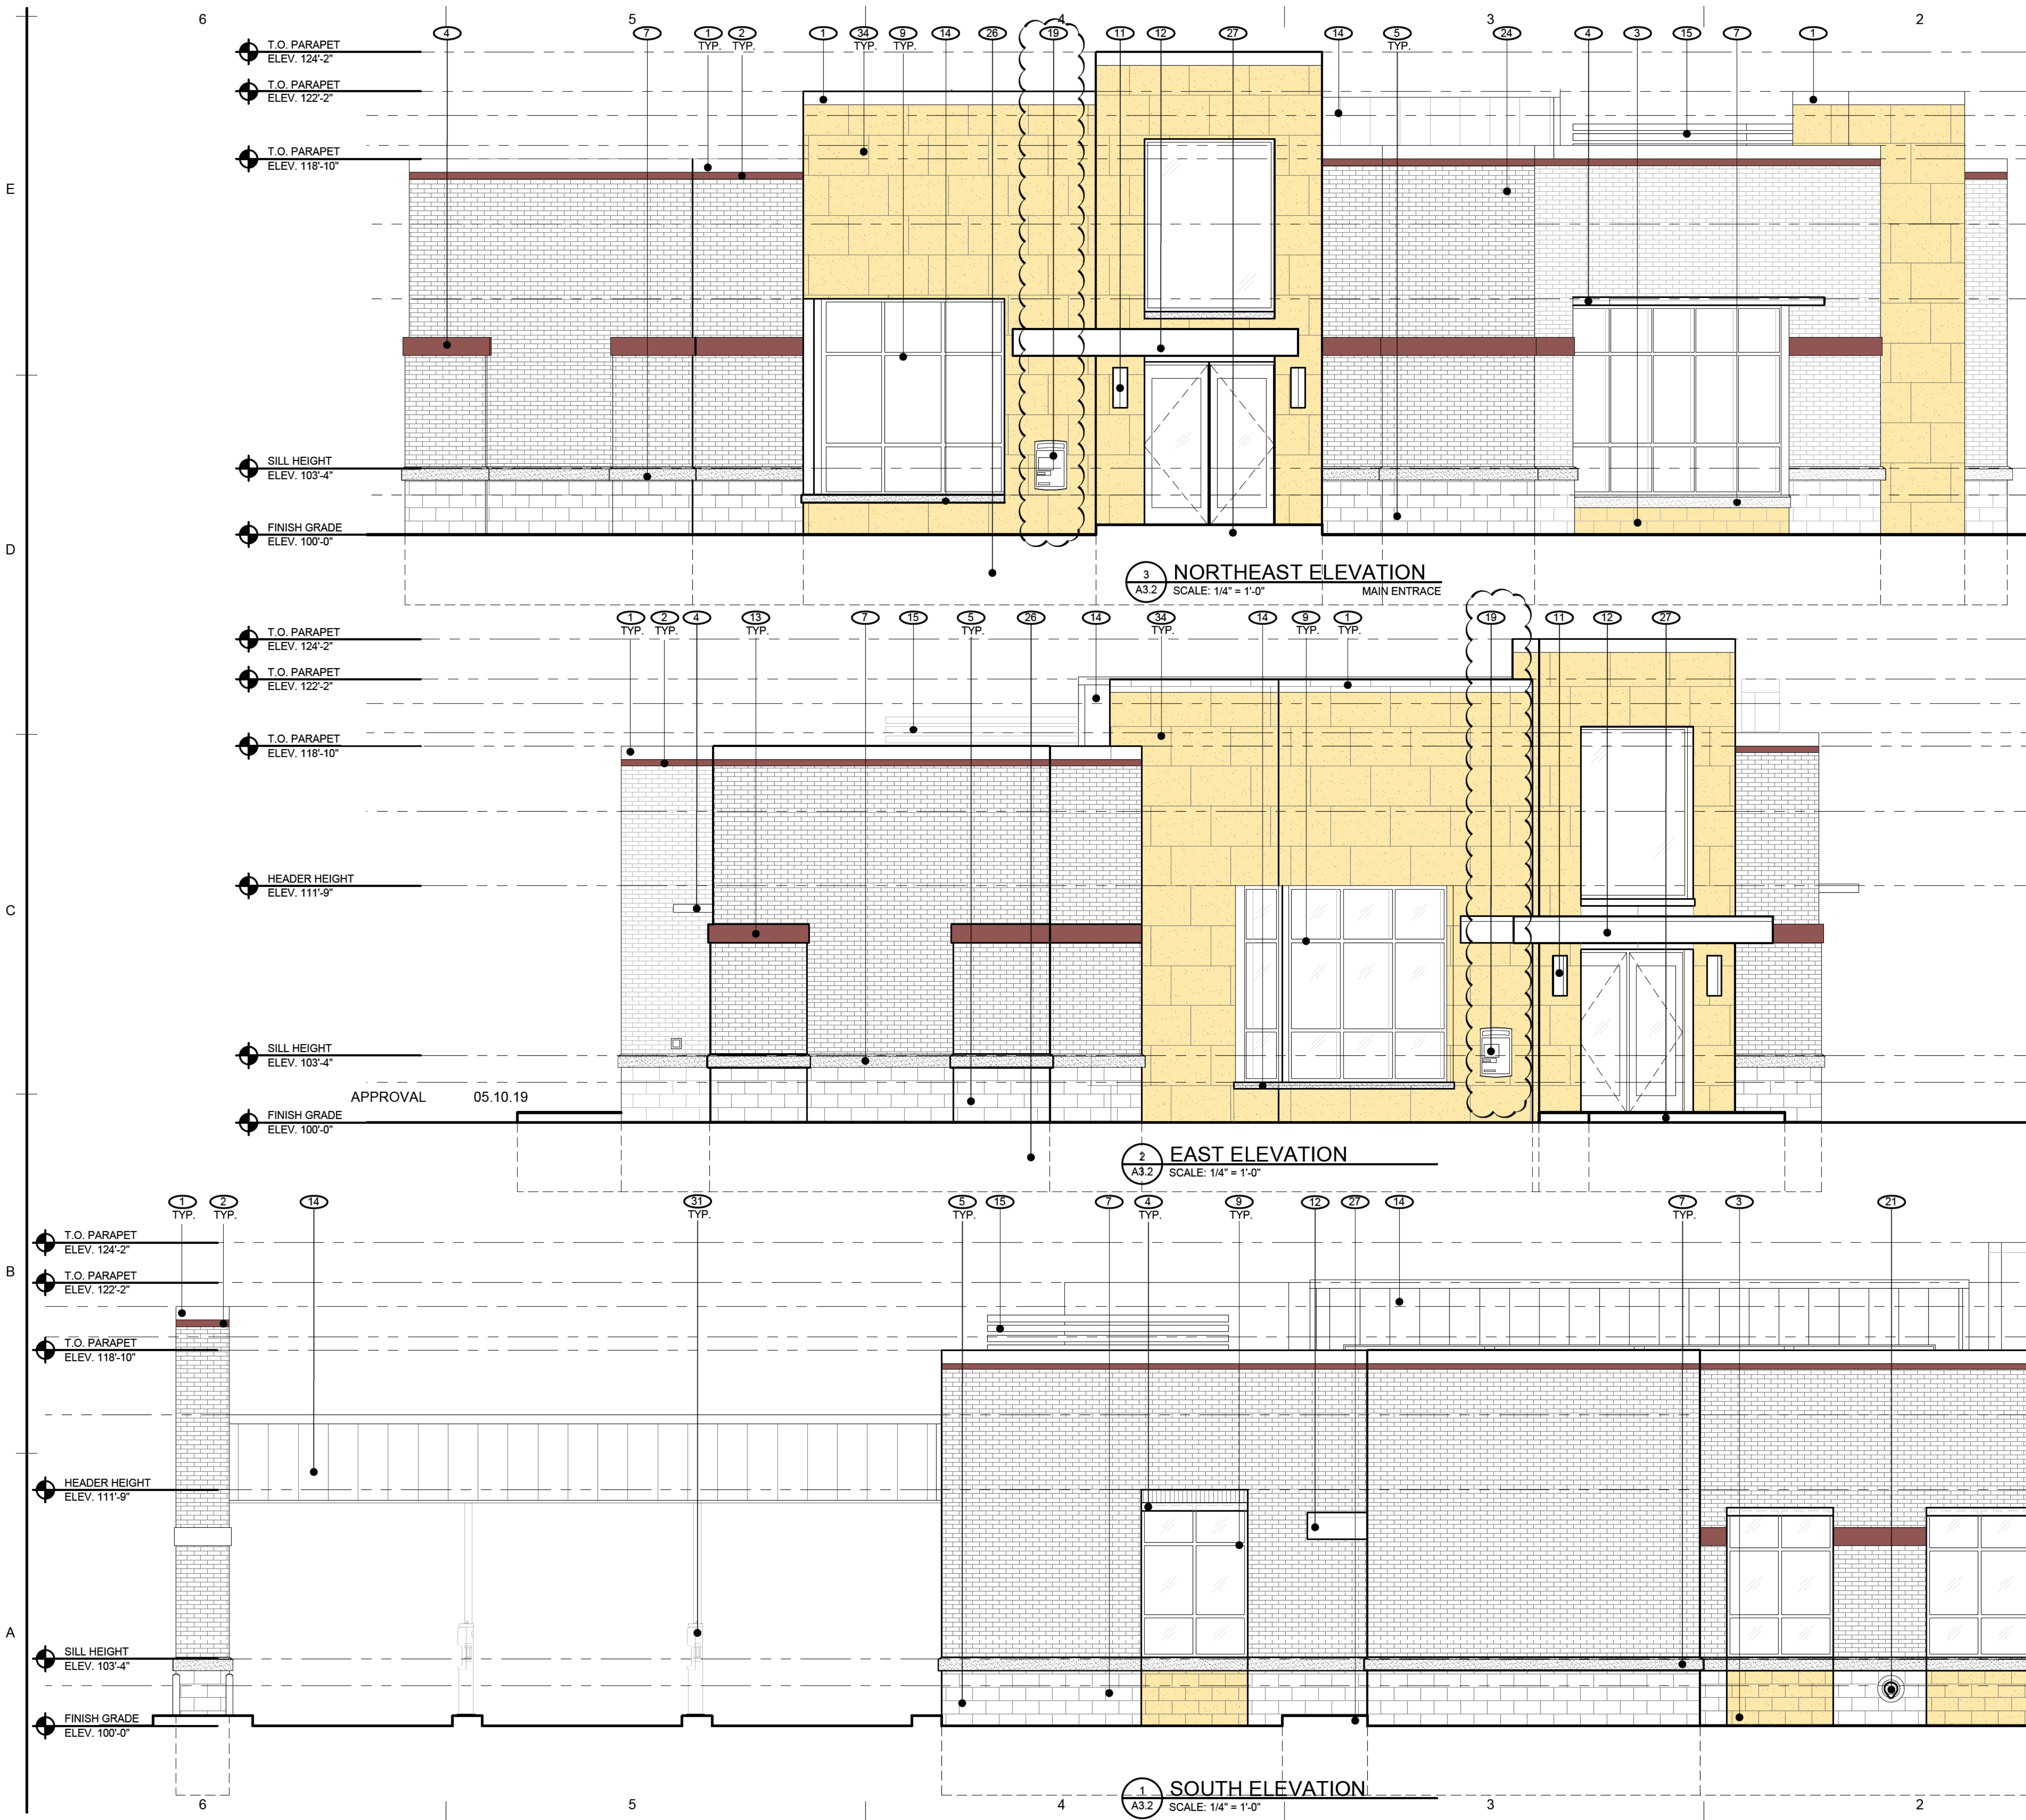 6 5 4 3 2
4 7 1 2 1 34 9 14 26 19 11 12 27 14 5 24 4 3 15 7 1
TYP. TYP. TYP. TYP. TYP.
T.O. PARAPET
ELEV. 124'-2"
T.O. PARAPET
ELEV. 122'-2"
T.O. PARAPET
ELEV. 118'-10"
E
SILL HEIGHT
ELEV. 103'-4"
FINISH GRADE
ELEV. 100'-0"
D
3
A3.2
NORTHEAST ELEVATION
SCALE: 1/4" = 1'-0" MAIN ENTRACE
1 2 4 13 7 15 5 26 14 34 14 9 1 19 11 12 27
TYP. TYP. TYP. TYP. TYP. TYP. TYP.
T.O. PARAPET
ELEV. 124'-2"
T.O. PARAPET
ELEV. 122'-2"
T.O. PARAPET
ELEV. 118'-10"
HEADER HEIGHT
ELEV. 111'-9"
C
SILL HEIGHT
ELEV. 103'-4"
APPROVAL 05.10.19
FINISH GRADE
ELEV. 100'-0"
2
A3.2
EAST ELEVATION
SCALE: 1/4" = 1'-0"
1 2 14 31 5 15 7 4 9 12 27 14 7 3 21
TYP. TYP. TYP. TYP. TYP. TYP. TYP.
T.O. PARAPET
ELEV. 124'-2"
B
T.O. PARAPET
ELEV. 122'-2"
T.O. PARAPET
ELEV. 118'-10"
HEADER HEIGHT
ELEV. 111'-9"
A
SILL HEIGHT
ELEV. 103'-4"
FINISH GRADE
ELEV. 100'-0"
1
A3.2
SOUTH ELEVATION
SCALE: 1/4" = 1'-0"
6 5 4 3 2